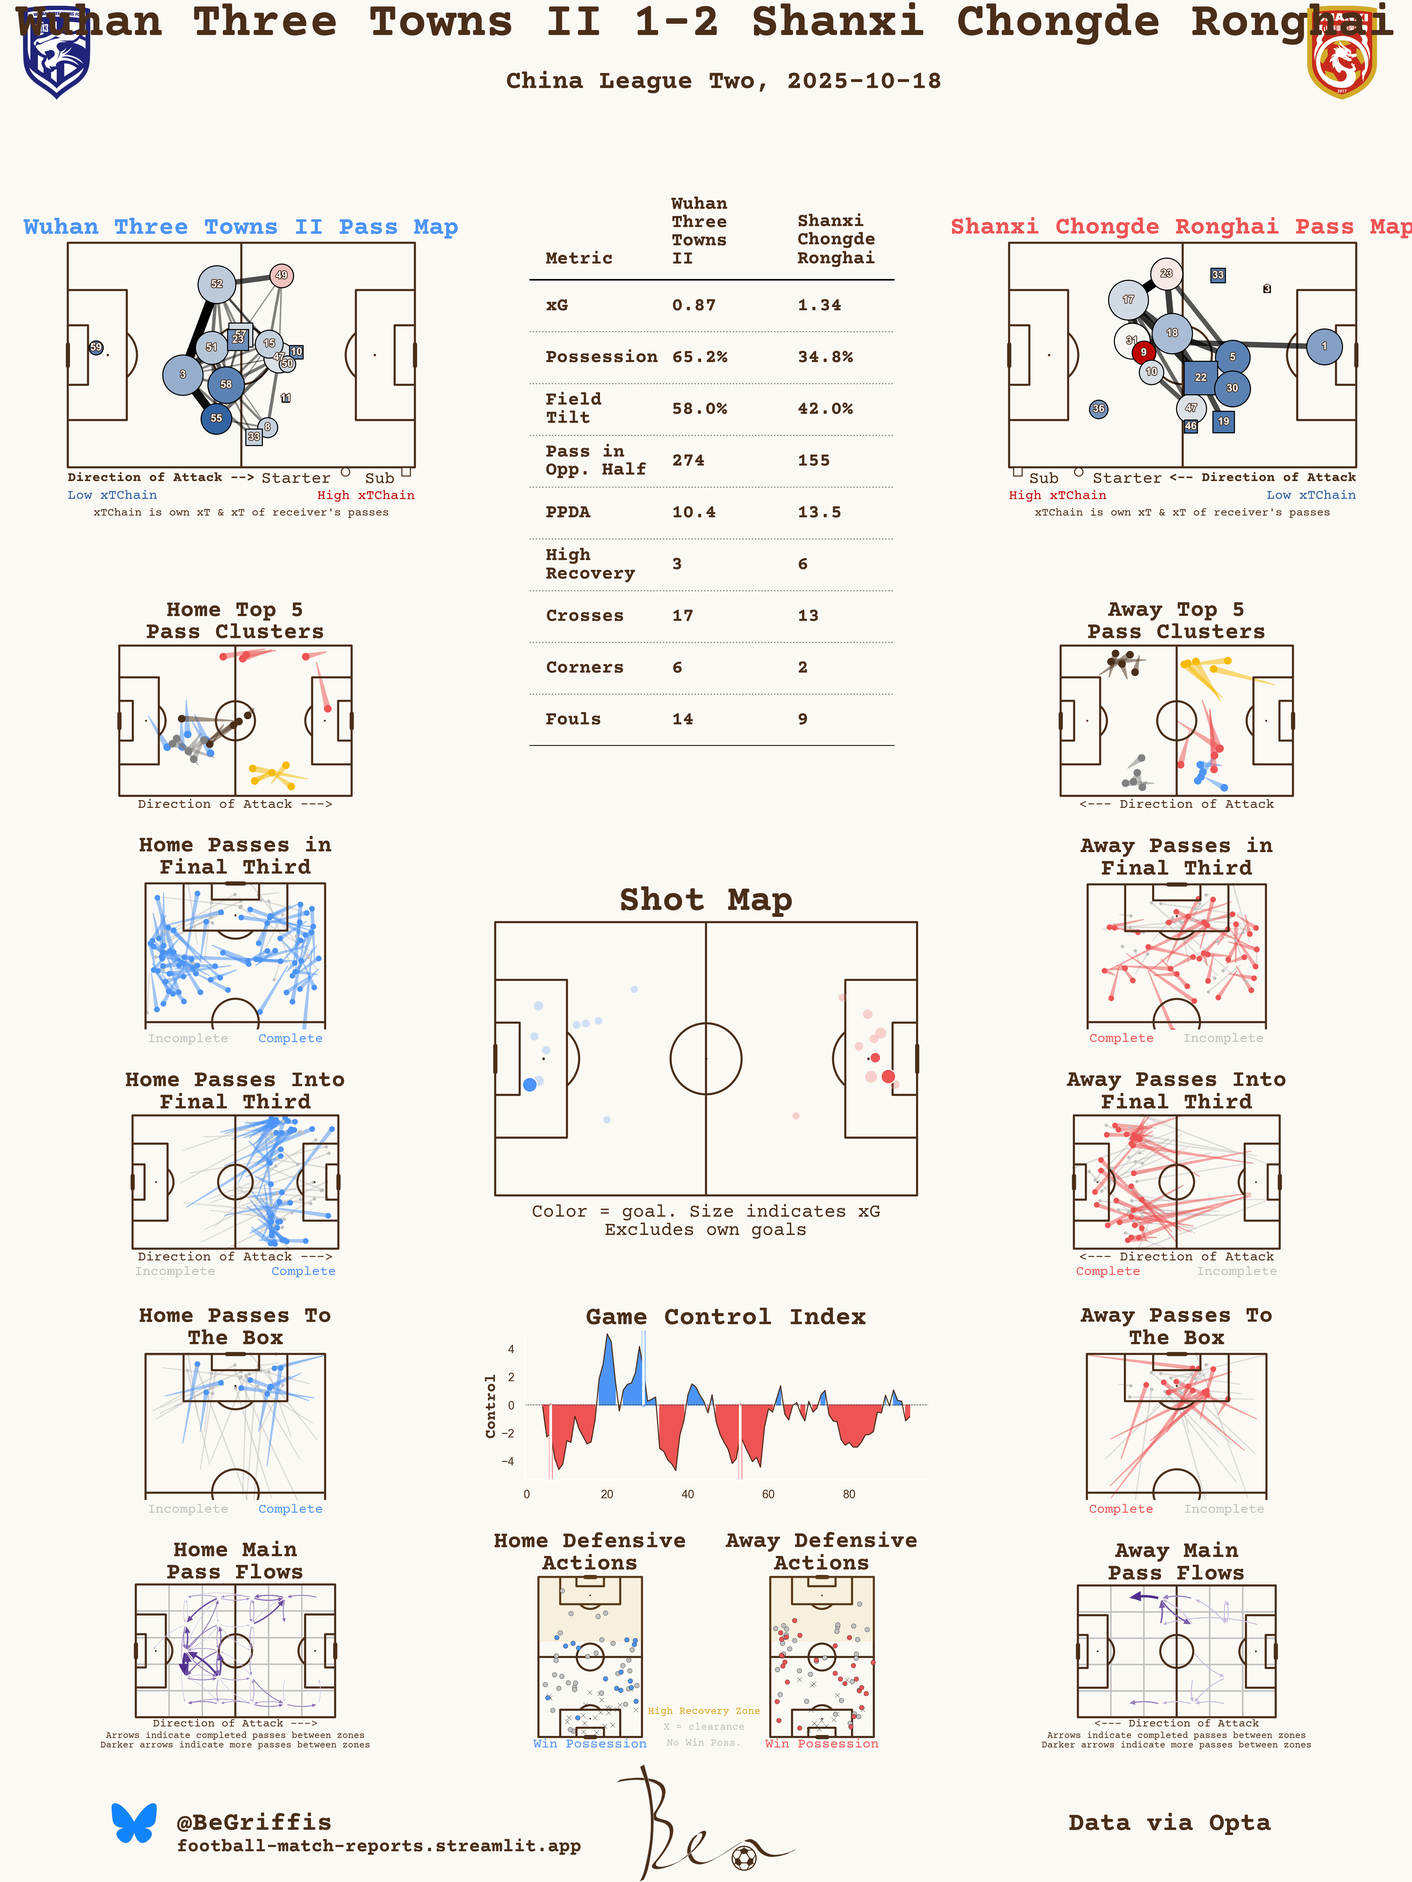 Wuhan Three Towns II 1-2 Shanxi Chongde Ronghai
China League Two, 2025-10-18
Wuhan Three Towns II Pass Map
52
49
57
23
51
15
10
47
50
59
3
58
11
55
8
33
Direction of Attack --> Starter Sub
Low xTChain High xTChain
xTChain is own xT & xT of receiver's passes
Metric Wuhan Three Towns II Shanxi Chongde Ronghai
xG 0.87 1.34
Possession 65.2% 34.8%
Field Tilt 58.0% 42.0%
Pass in Opp. Half 274 155
PPDA 10.4 13.5
High Recovery 3 6
Crosses 17 13
Corners 6 2
Fouls 14 9
Shanxi Chongde Ronghai Pass Map
23
33
3
17
18
31
9
1
5
10
22
30
36
47
46
19
Sub Starter <-- Direction of Attack
High xTChain Low xTChain
xTChain is own xT & xT of receiver's passes
Home Top 5
Pass Clusters
Direction of Attack --->
Away Top 5
Pass Clusters
<--- Direction of Attack
Home Passes in
Final Third
Incomplete Complete
Away Passes in
Final Third
Complete Incomplete
Shot Map
Color = goal. Size indicates xG
Excludes own goals
Home Passes Into
Final Third
Direction of Attack --->
Incomplete Complete
Away Passes Into
Final Third
<--- Direction of Attack
Complete Incomplete
Home Passes To
The Box
Incomplete Complete
Game Control Index
Control
4
2
0
−2
−4
0 20 40 60 80
Away Passes To
The Box
Complete Incomplete
Home Main
Pass Flows
Direction of Attack --->
Arrows indicate completed passes between zones
Darker arrows indicate more passes between zones
Home Defensive
Actions
Win Possession
High Recovery Zone
X = clearance
No Win Poss.
Away Defensive
Actions
Win Possession
Away Main
Pass Flows
<--- Direction of Attack
Arrows indicate completed passes between zones
Darker arrows indicate more passes between zones
@BeGriffis
football-match-reports.streamlit.app
Ben
Data via Opta